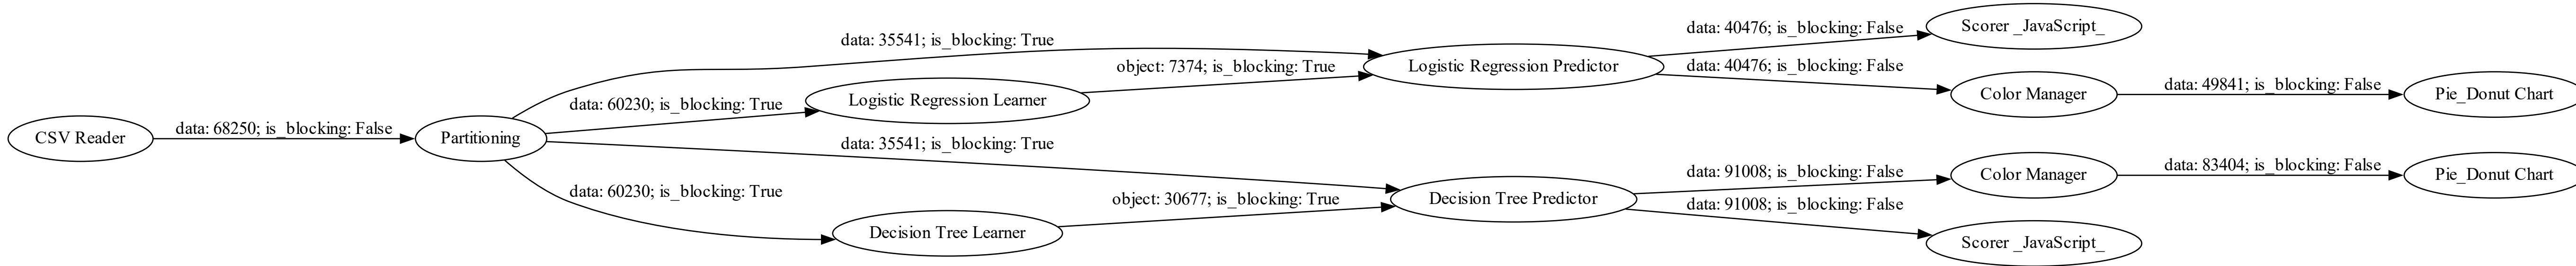 CSV Reader
data: 68250; is_blocking: False
Partitioning
data: 35541; is_blocking: True
data: 60230; is_blocking: True
Logistic Regression Learner
object: 7374; is_blocking: True
data: 35541; is_blocking: True
data: 60230; is_blocking: True
Decision Tree Learner
object: 30677; is_blocking: True
Logistic Regression Predictor
data: 40476; is_blocking: False
Scorer _JavaScript_
data: 40476; is_blocking: False
Color Manager
data: 49841; is_blocking: False
Pie_Donut Chart
Decision Tree Predictor
data: 91008; is_blocking: False
Color Manager
data: 83404; is_blocking: False
Pie_Donut Chart
data: 91008; is_blocking: False
Scorer _JavaScript_